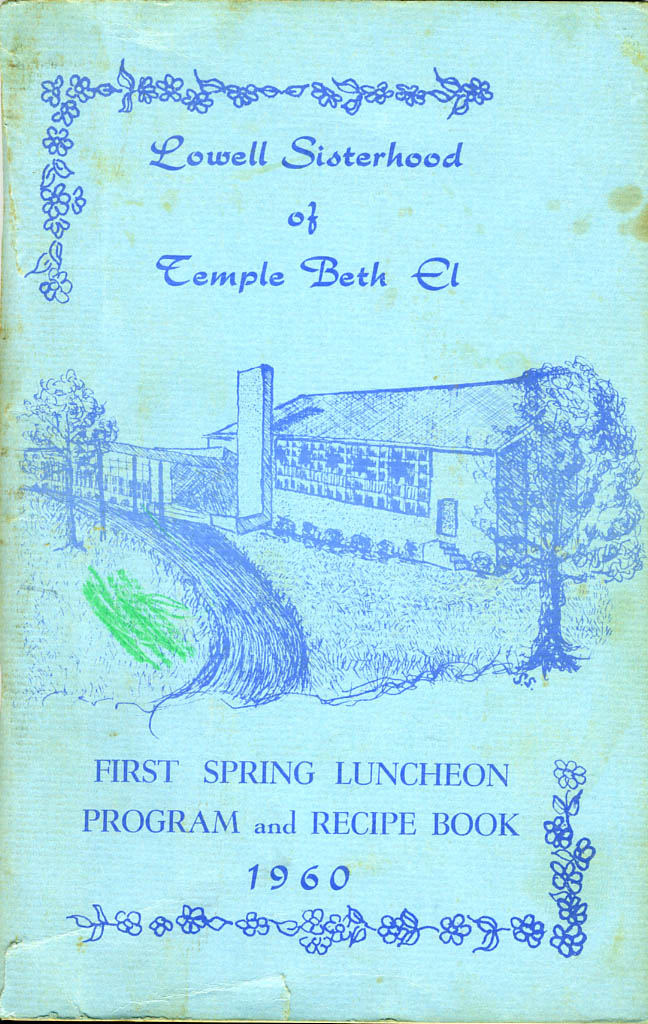 Lowell Sisterhood
of
Temple Beth El
S.S.
FIRST SPRING LUNCHEON
PROGRAM and RECIPE BOOK
1960